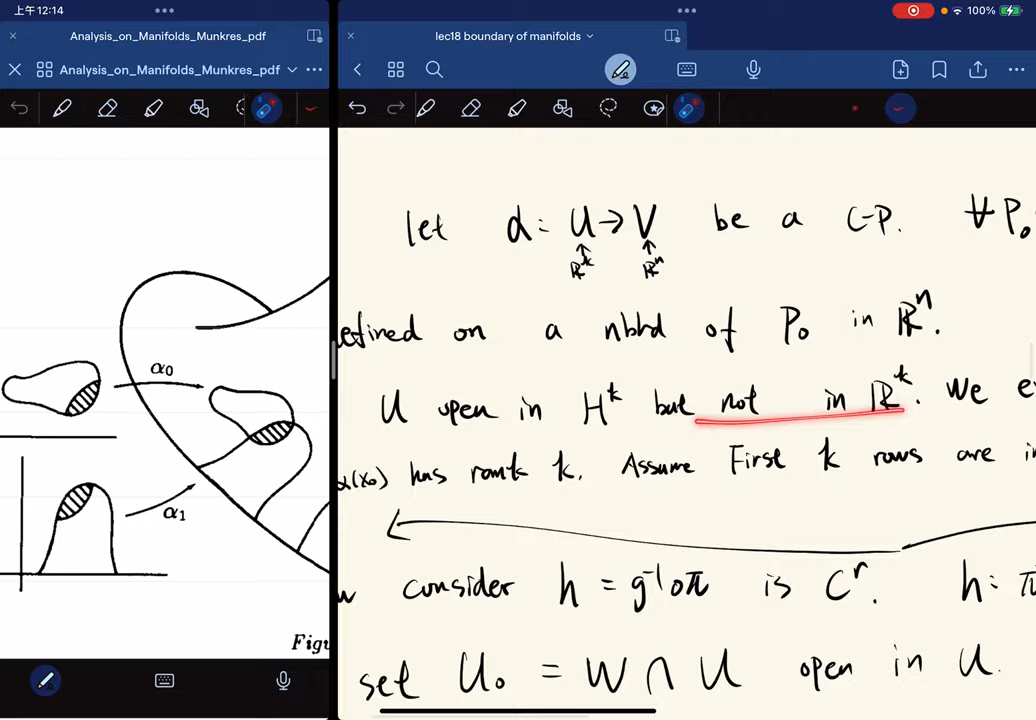 上午12:14
100%
Analysis_on_Manifolds_Munkres_pdf
lec18 boundary of manifolds
Analysis_on_Manifolds_Munkres_pdf
α0
α1
Figu
let α: U → V be a C-P. ∀ P₀
R^k R^n
efined on a nbhd of P₀ in R^n.
U open in H^k but not in R^k. We e
α(x₀) has rank k. Assume First k rows are in
w consider h = g⁻¹∘π is C^r. h: π
set U₀ = W ∩ U open in U.